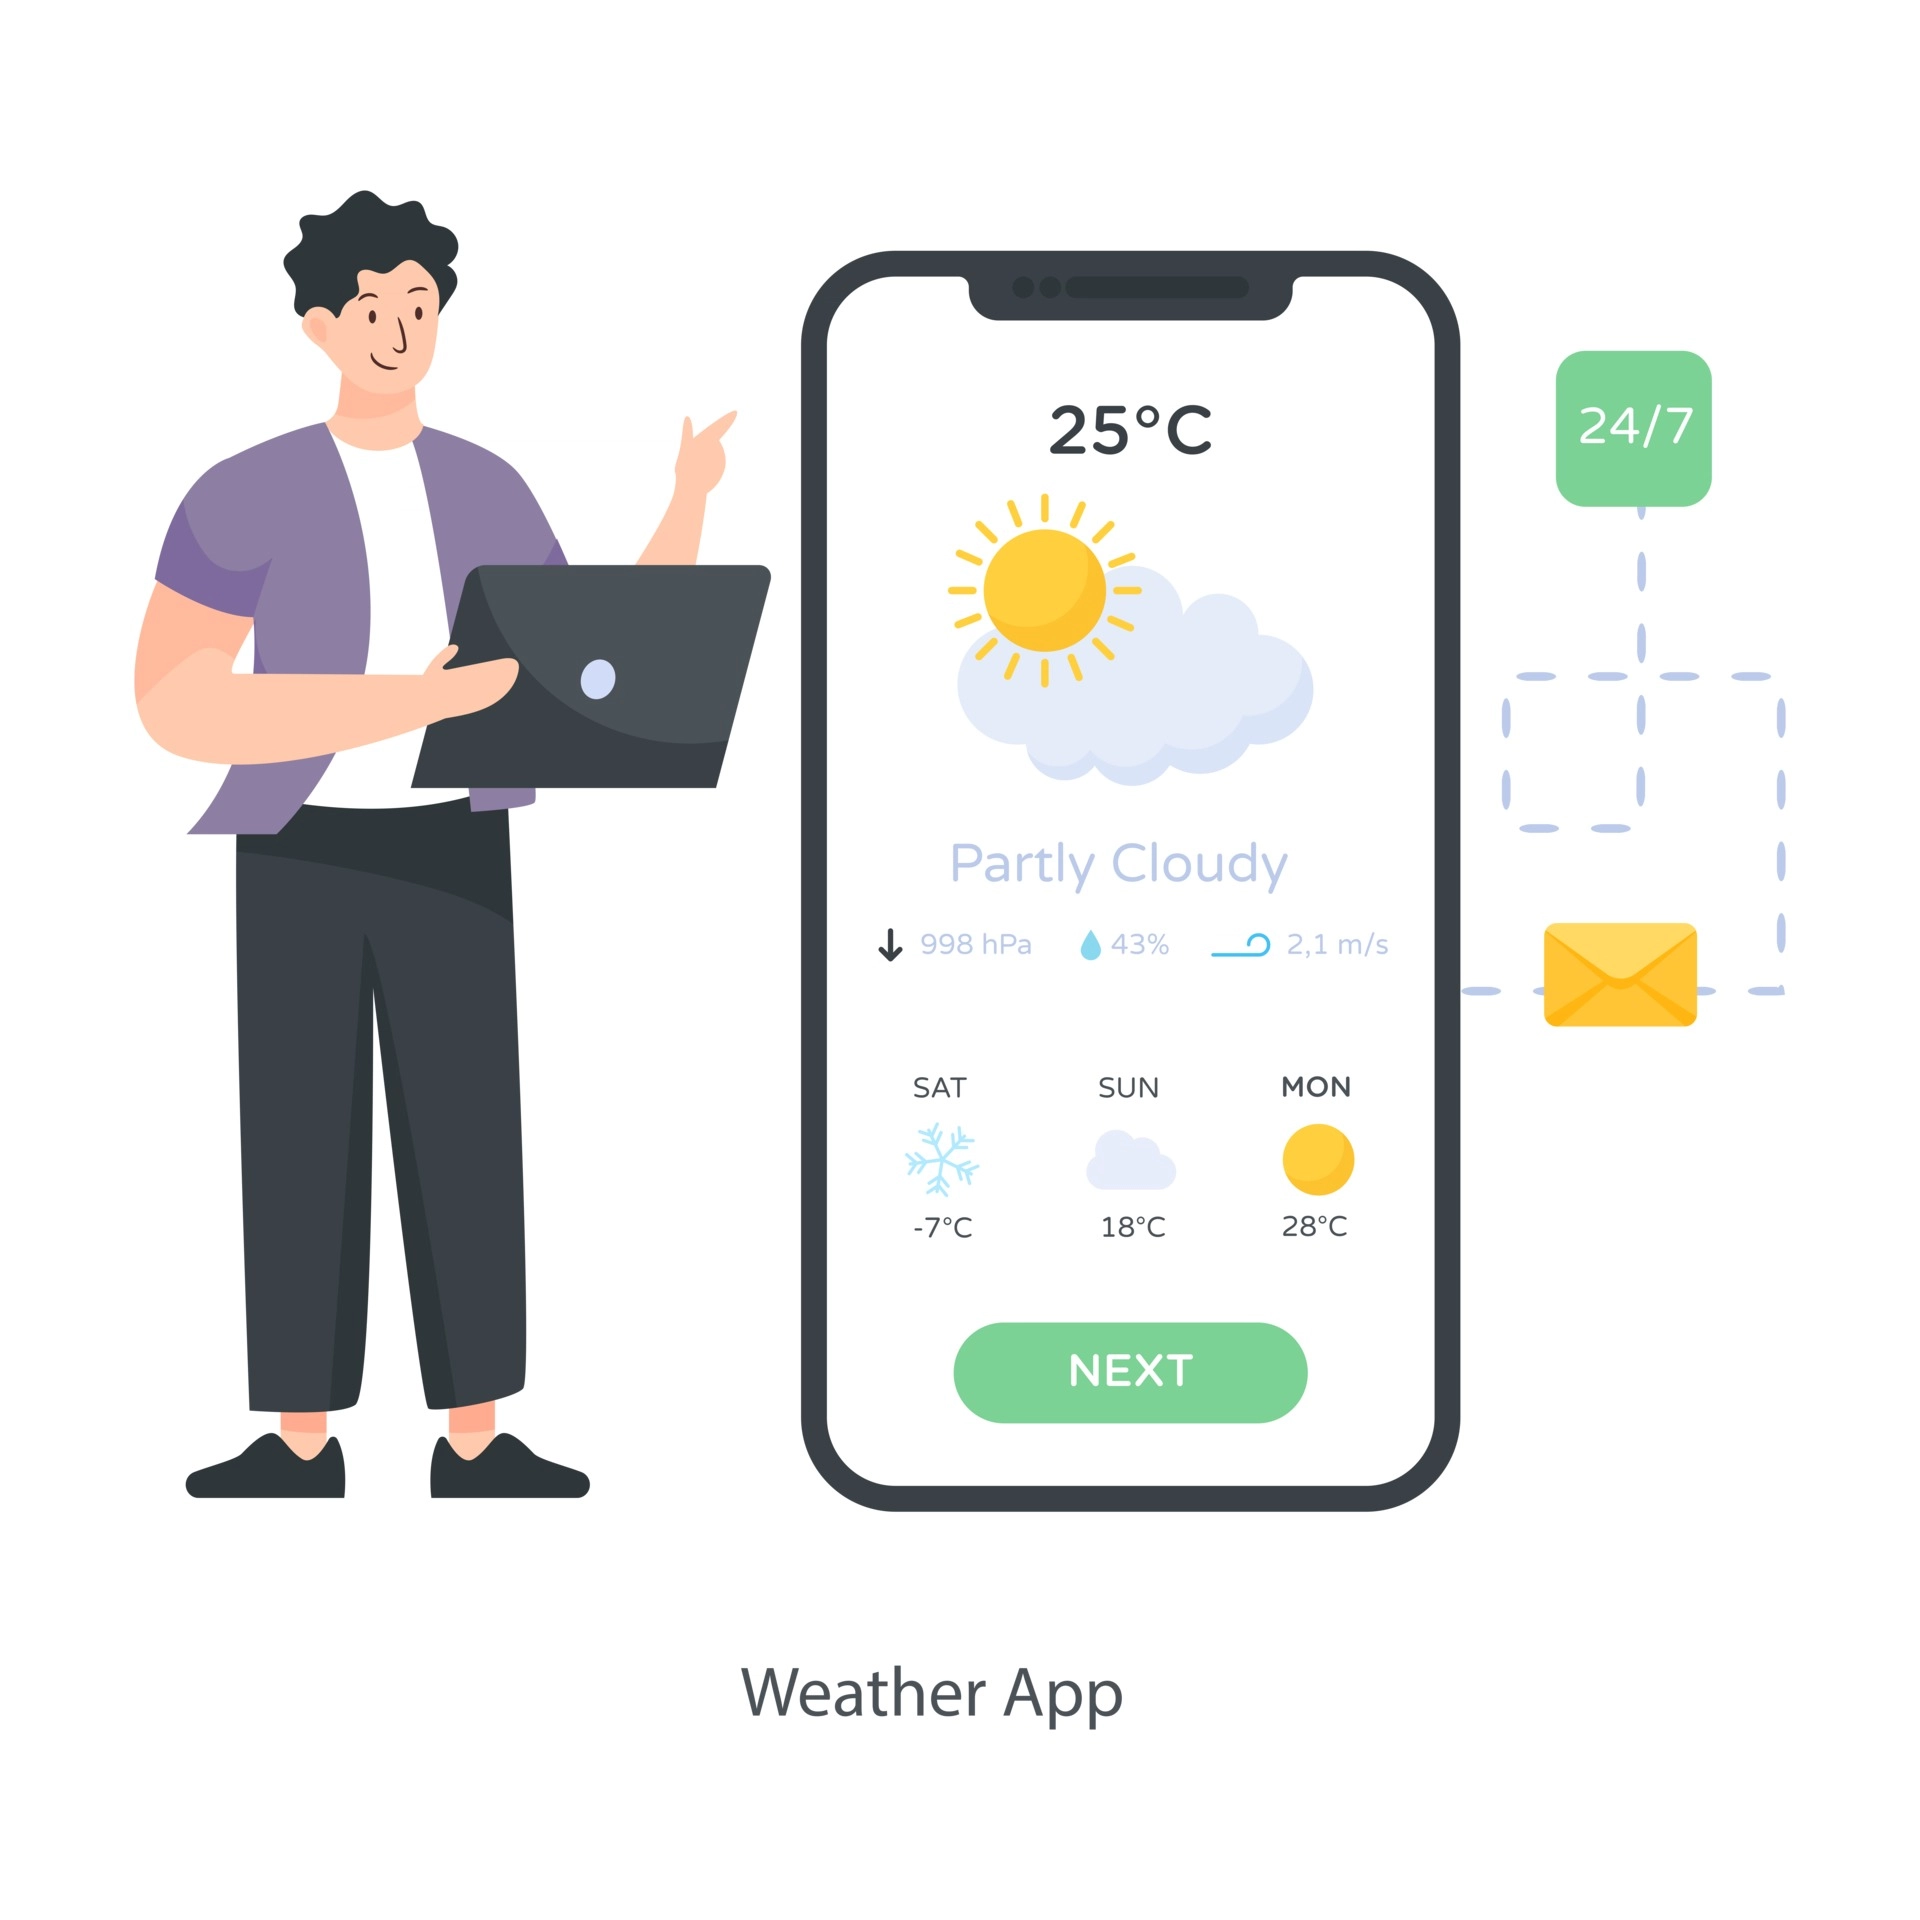 25°C
24/7
Partly Cloudy
998 hPa 43% 2,1 m/s
SAT SUN MON
-7°C 18°C 28°C
NEXT
Weather App